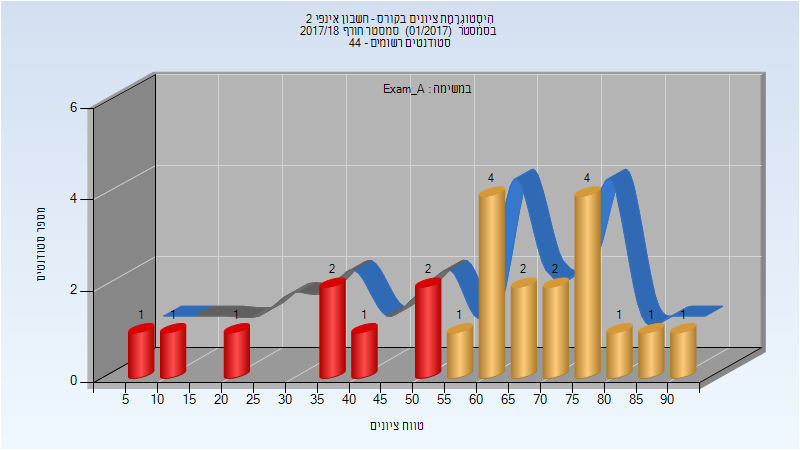 היסטוגרמת ציונים בקורס - חשבון אינפי 2
בסמסטר (01/2017) סמסטר חורף 2017/18
סטודנטים רשומים - 44
במשימה : Exam_A
מספר סטודנטים
6
4
2
0
1 1 1 2 1 2 1 4 2 2 4 1 1 1
5 10 15 20 25 30 35 40 45 50 55 60 65 70 75 80 85 90
טווח ציונים